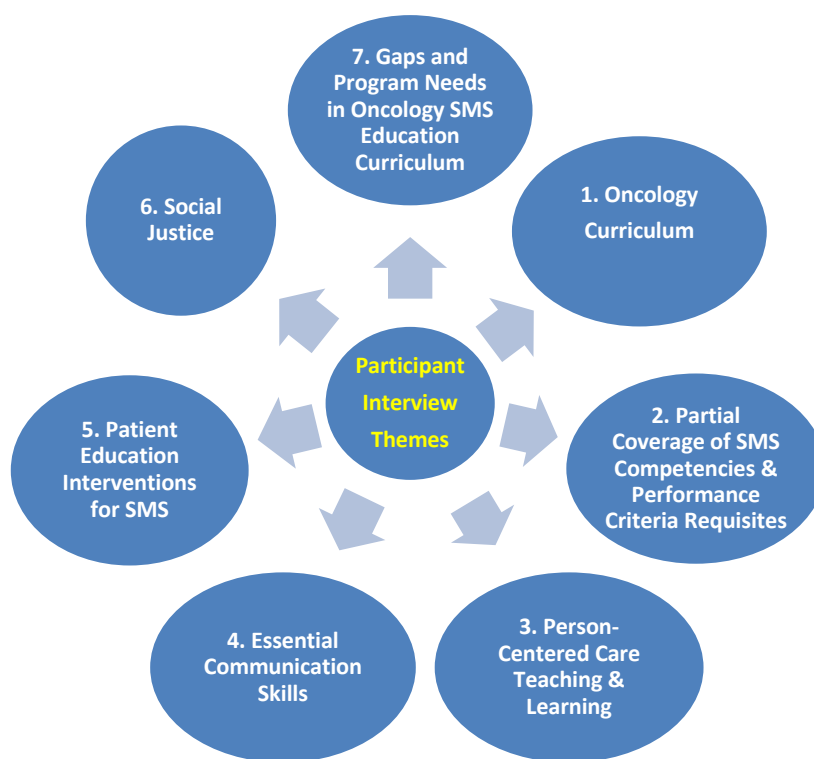 7. Gaps and
Program Needs
in Oncology SMS
Education
Curriculum
1. Oncology
Curriculum
2. Partial
Coverage of SMS
Competencies &
Performance
Criteria Requisites
3. Person-
Centered Care
Teaching &
Learning
4. Essential
Communication
Skills
5. Patient
Education
Interventions
for SMS
6. Social
Justice
Participant
Interview
Themes